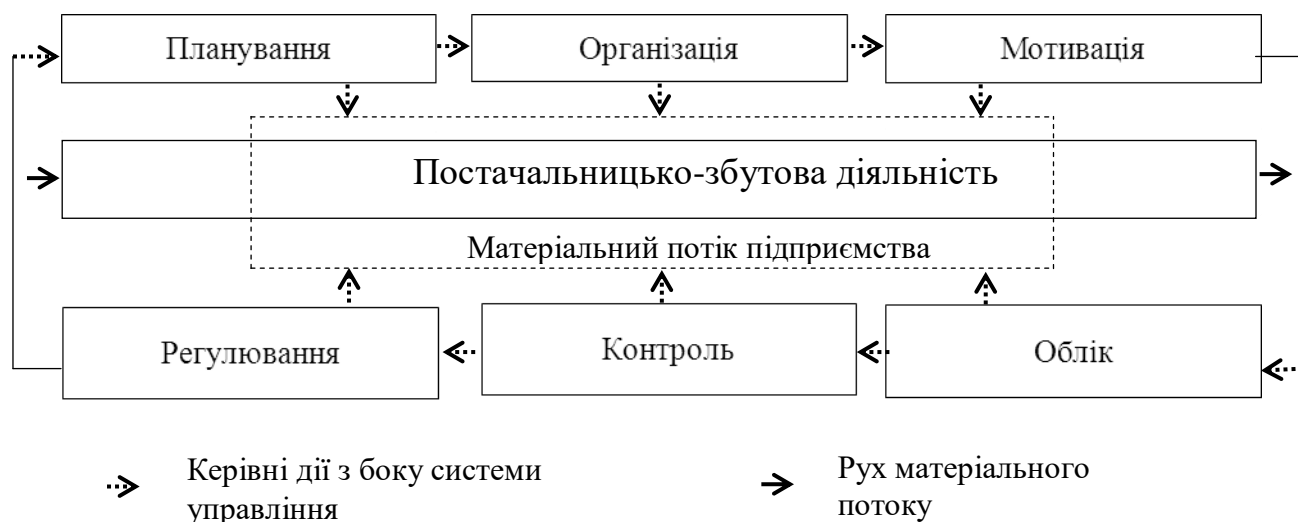 Планування
Організація
Мотивація
Постачальницько-збутова діяльність
Матеріальний потік підприємства
Регулювання
Контроль
Облік
Керівні дії з боку системи
управління
Рух матеріального
потоку